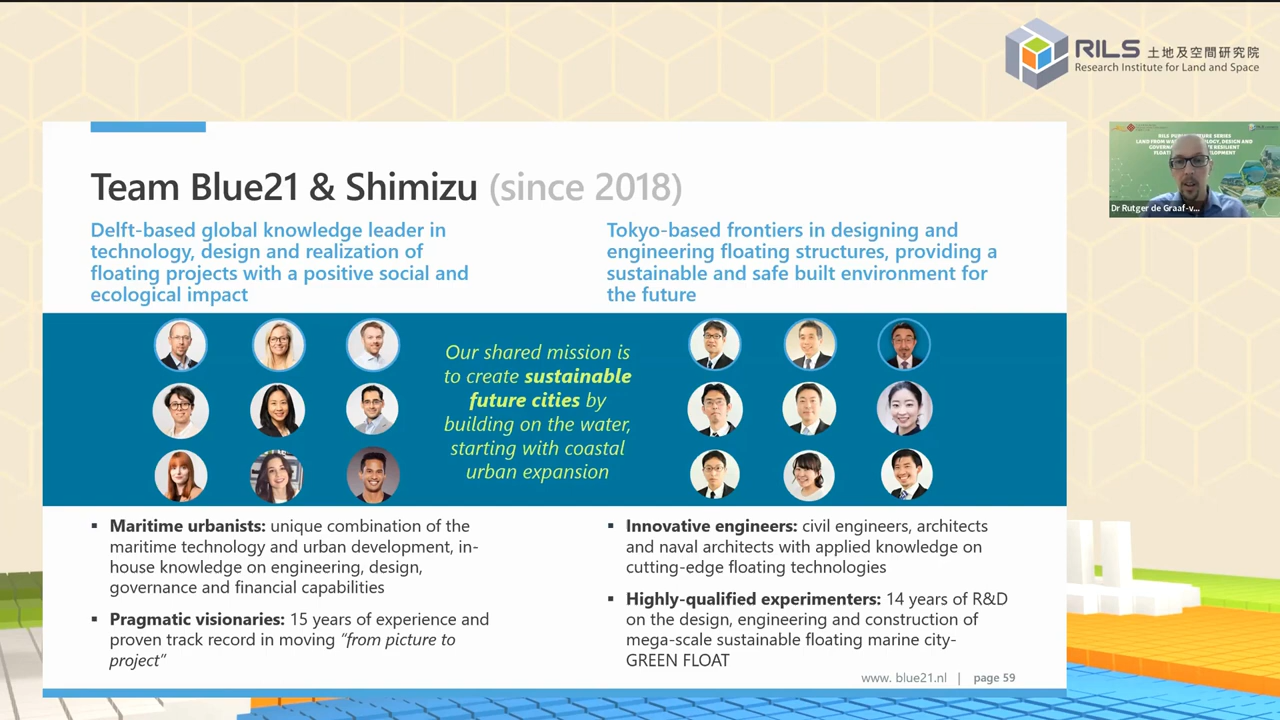 RILS 土地及空間研究院
Research Institute for Land and Space
RILS PUBLIC LECTURE SERIES
Dr Rutger de Graaf-v...
Team Blue21 & Shimizu (since 2018)
Delft-based global knowledge leader in
technology, design and realization of
floating projects with a positive social and
ecological impact
Tokyo-based frontiers in designing and
engineering floating structures, providing a
sustainable and safe built environment for
the future
Our shared mission is
to create sustainable
future cities by
building on the water,
starting with coastal
urban expansion
▪ Maritime urbanists: unique combination of the
maritime technology and urban development, in-
house knowledge on engineering, design,
governance and financial capabilities
▪ Pragmatic visionaries: 15 years of experience and
proven track record in moving “from picture to
project“
▪ Innovative engineers: civil engineers, architects
and naval architects with applied knowledge on
cutting-edge floating technologies
▪ Highly-qualified experimenters: 14 years of R&D
on the design, engineering and construction of
mega-scale sustainable floating marine city-
GREEN FLOAT
www. blue21.nl | page 59